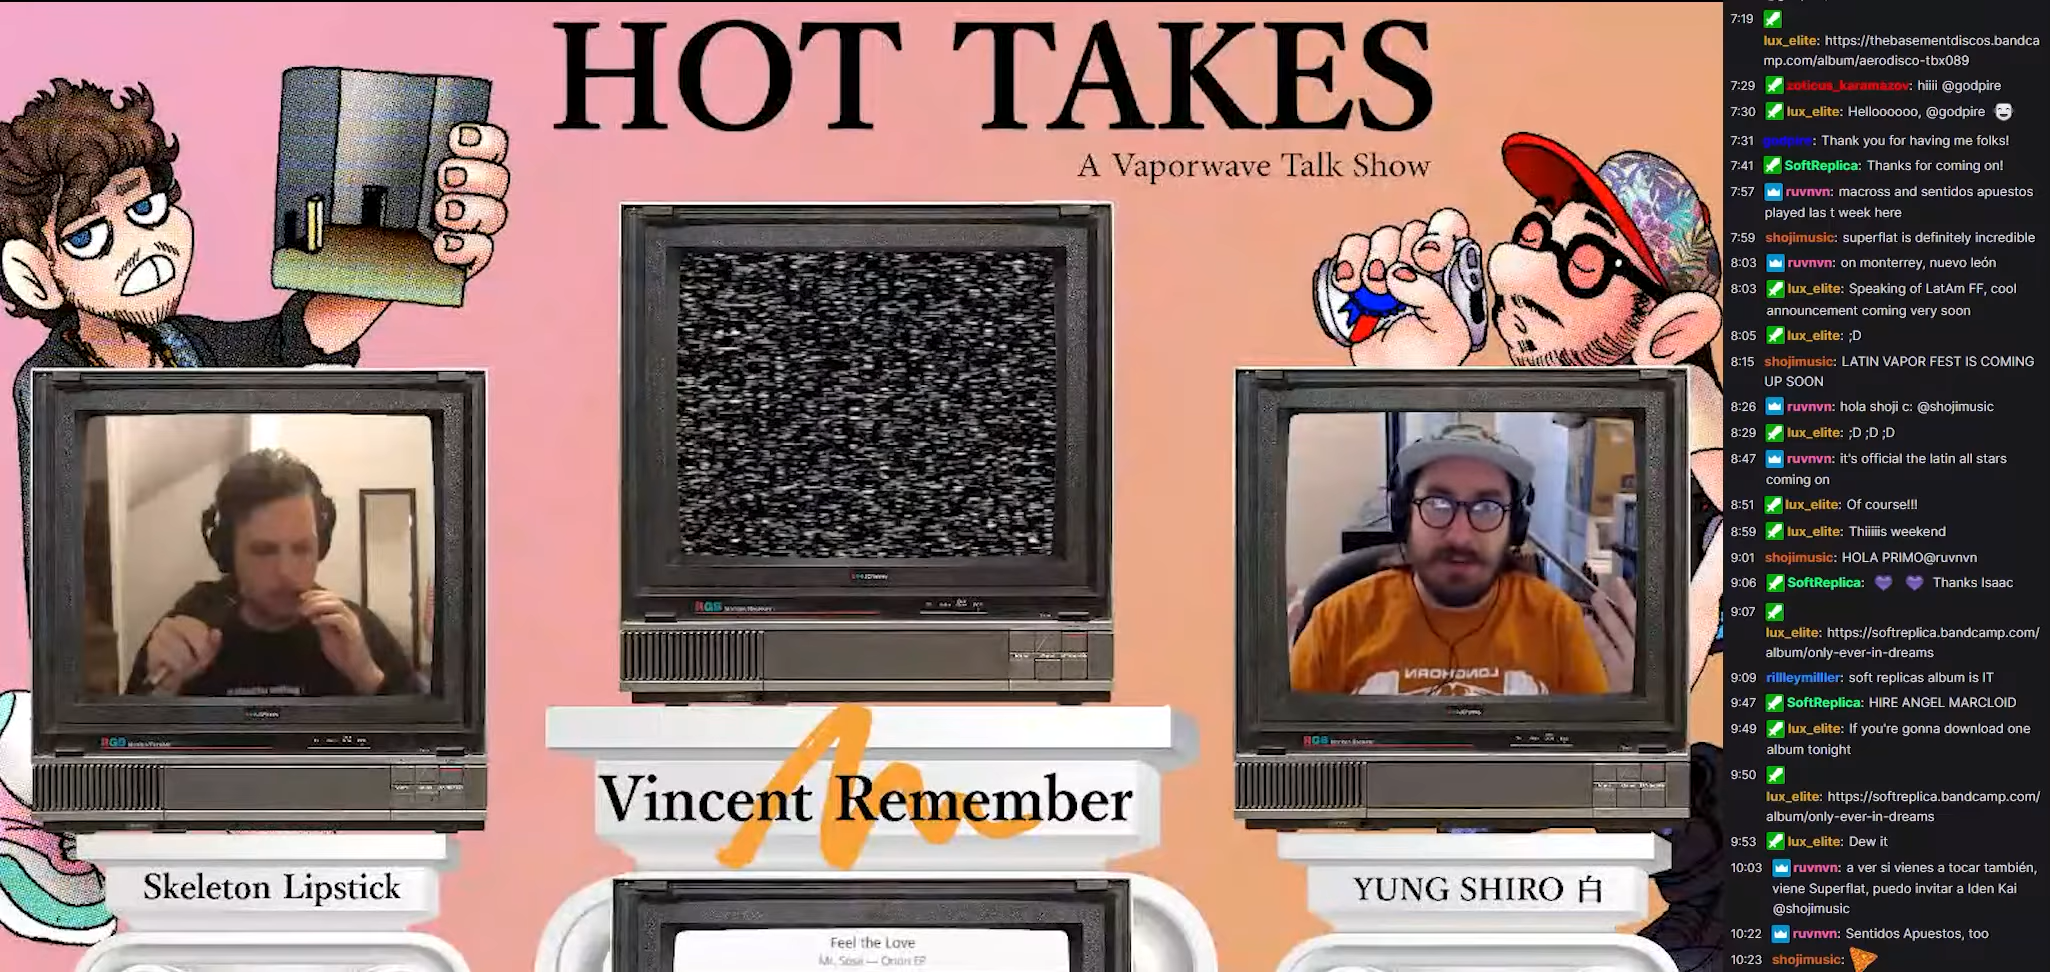 HOT TAKES
A Vaporwave Talk Show
RGB
RGB
RGB
LONGHORN
Vincent Remember
Skeleton Lipstick
YUNG SHIRO 白
Feel the Love
Mr. Sosa — Orion EP
7:19
lux_elite: https://thebasementdiscos.bandca
mp.com/album/aerodisco-tbx089
7:29 zoticus_karamazov: hiiii @godpire
7:30 lux_elite: Helloooooo, @godpire
7:31 godpire: Thank you for having me folks!
7:41 SoftReplica: Thanks for coming on!
7:57 ruvnvn: macross and sentidos apuestos
played las t week here
7:59 shojimusic: superflat is definitely incredible
8:03 ruvnvn: on monterrey, nuevo león
8:03 lux_elite: Speaking of LatAm FF, cool
announcement coming very soon
8:05 lux_elite: ;D
8:15 shojimusic: LATIN VAPOR FEST IS COMING
UP SOON
8:26 ruvnvn: hola shoji c: @shojimusic
8:29 lux_elite: ;D ;D ;D
8:47 ruvnvn: it's official the latin all stars
coming on
8:51 lux_elite: Of course!!!
8:59 lux_elite: Thiiiiis weekend
9:01 shojimusic: HOLA PRIMO@ruvnvn
9:06 SoftReplica: Thanks Isaac
9:07
lux_elite: https://softreplica.bandcamp.com/
album/only-ever-in-dreams
9:09 rillleymilller: soft replicas album is IT
9:47 SoftReplica: HIRE ANGEL MARCLOID
9:49 lux_elite: If you're gonna download one
album tonight
9:50
lux_elite: https://softreplica.bandcamp.com/
album/only-ever-in-dreams
9:53 lux_elite: Dew it
10:03 ruvnvn: a ver si vienes a tocar también,
viene Superflat, puedo invitar a Iden Kai
@shojimusic
10:22 ruvnvn: Sentidos Apuestos, too
10:23 shojimusic: